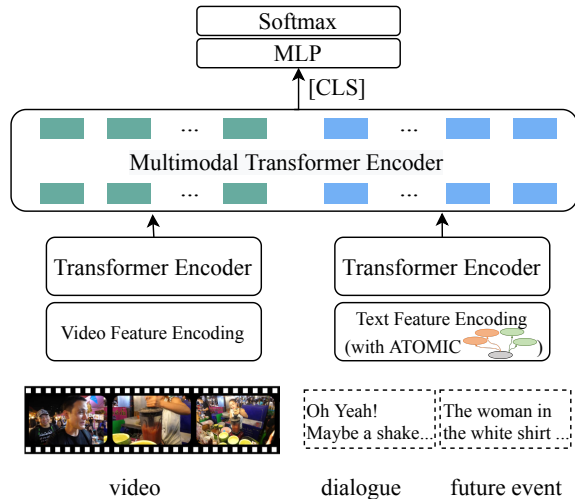 Softmax
MLP
[CLS]
... ...
Multimodal Transformer Encoder
... ...
Transformer Encoder
Transformer Encoder
Video Feature Encoding
Text Feature Encoding
(with ATOMIC )
Oh Yeah!
Maybe a shake...
The woman in
the white shirt ...
video
dialogue
future event